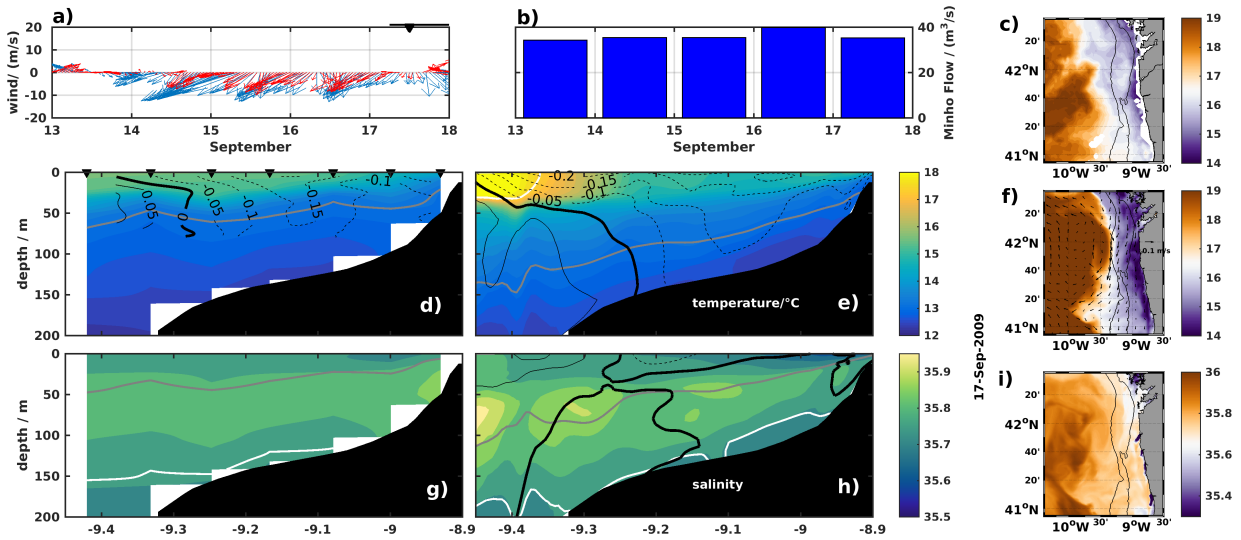 a)
20
10
0
-10
-20
wind/ (m/s)
13 14 15 16 17 18
September
b)
40
20
0
Minho Flow / (m³/s)
13 14 15 16 17 18
September
c)
20'
42°N
40'
20'
41°N
10°W 30' 9°W 30'
19
18
17
16
15
14
0
50
100
150
200
depth / m
-0.05 0 -0.05 -0.1 -0.15 -0.1
d)
-0.2
-0.15
-0.1
-0.05
temperature/°C
e)
18
17
16
15
14
13
12
f)
20'
42°N
40'
20'
41°N
0.1 m/s
10°W 30' 9°W 30'
19
18
17
16
15
14
17-Sep-2009
0
50
100
150
200
depth / m
g)
-9.4 -9.3 -9.2 -9.1 -9 -8.9
salinity
h)
-9.4 -9.3 -9.2 -9.1 -9 -8.9
35.9
35.8
35.7
35.6
35.5
i)
20'
42°N
40'
20'
41°N
10°W 30' 9°W 30'
36
35.8
35.6
35.4